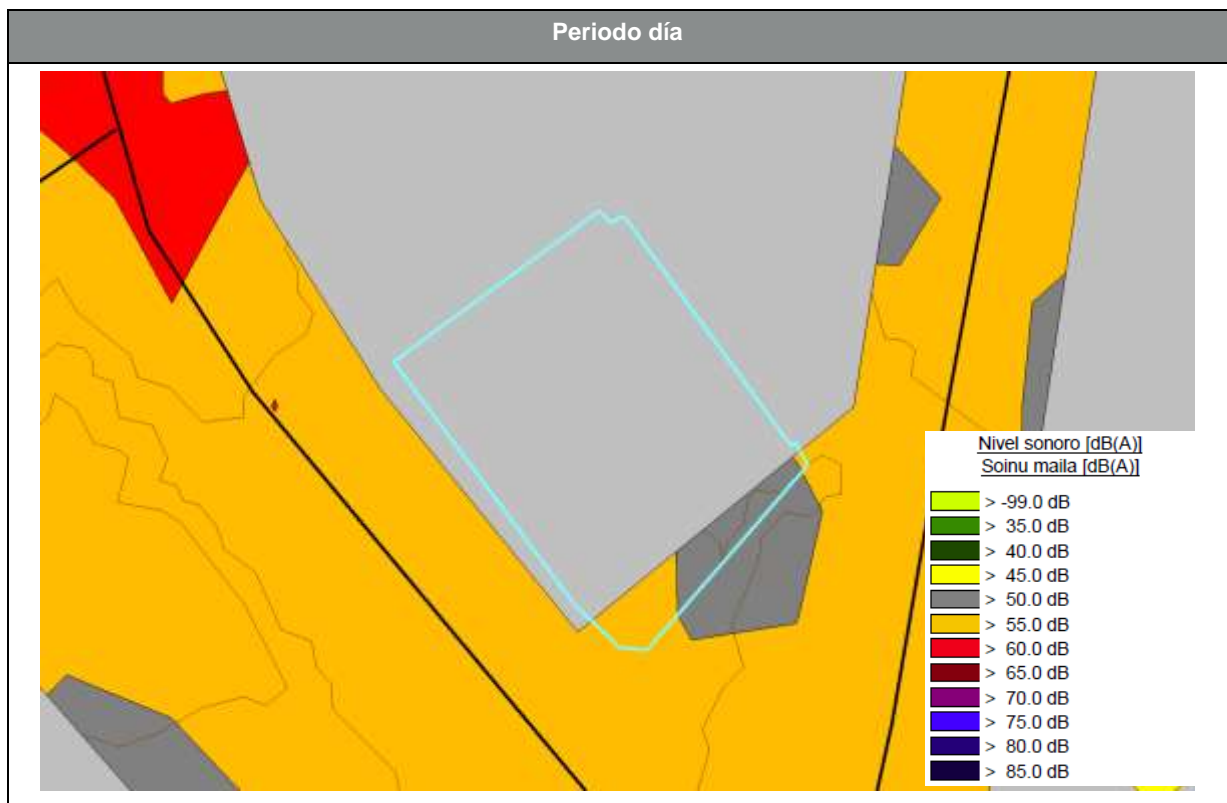 Periodo día
Nivel sonoro [dB(A)]
Soinu maila [dB(A)]
> -99.0 dB
> 35.0 dB
> 40.0 dB
> 45.0 dB
> 50.0 dB
> 55.0 dB
> 60.0 dB
> 65.0 dB
> 70.0 dB
> 75.0 dB
> 80.0 dB
> 85.0 dB